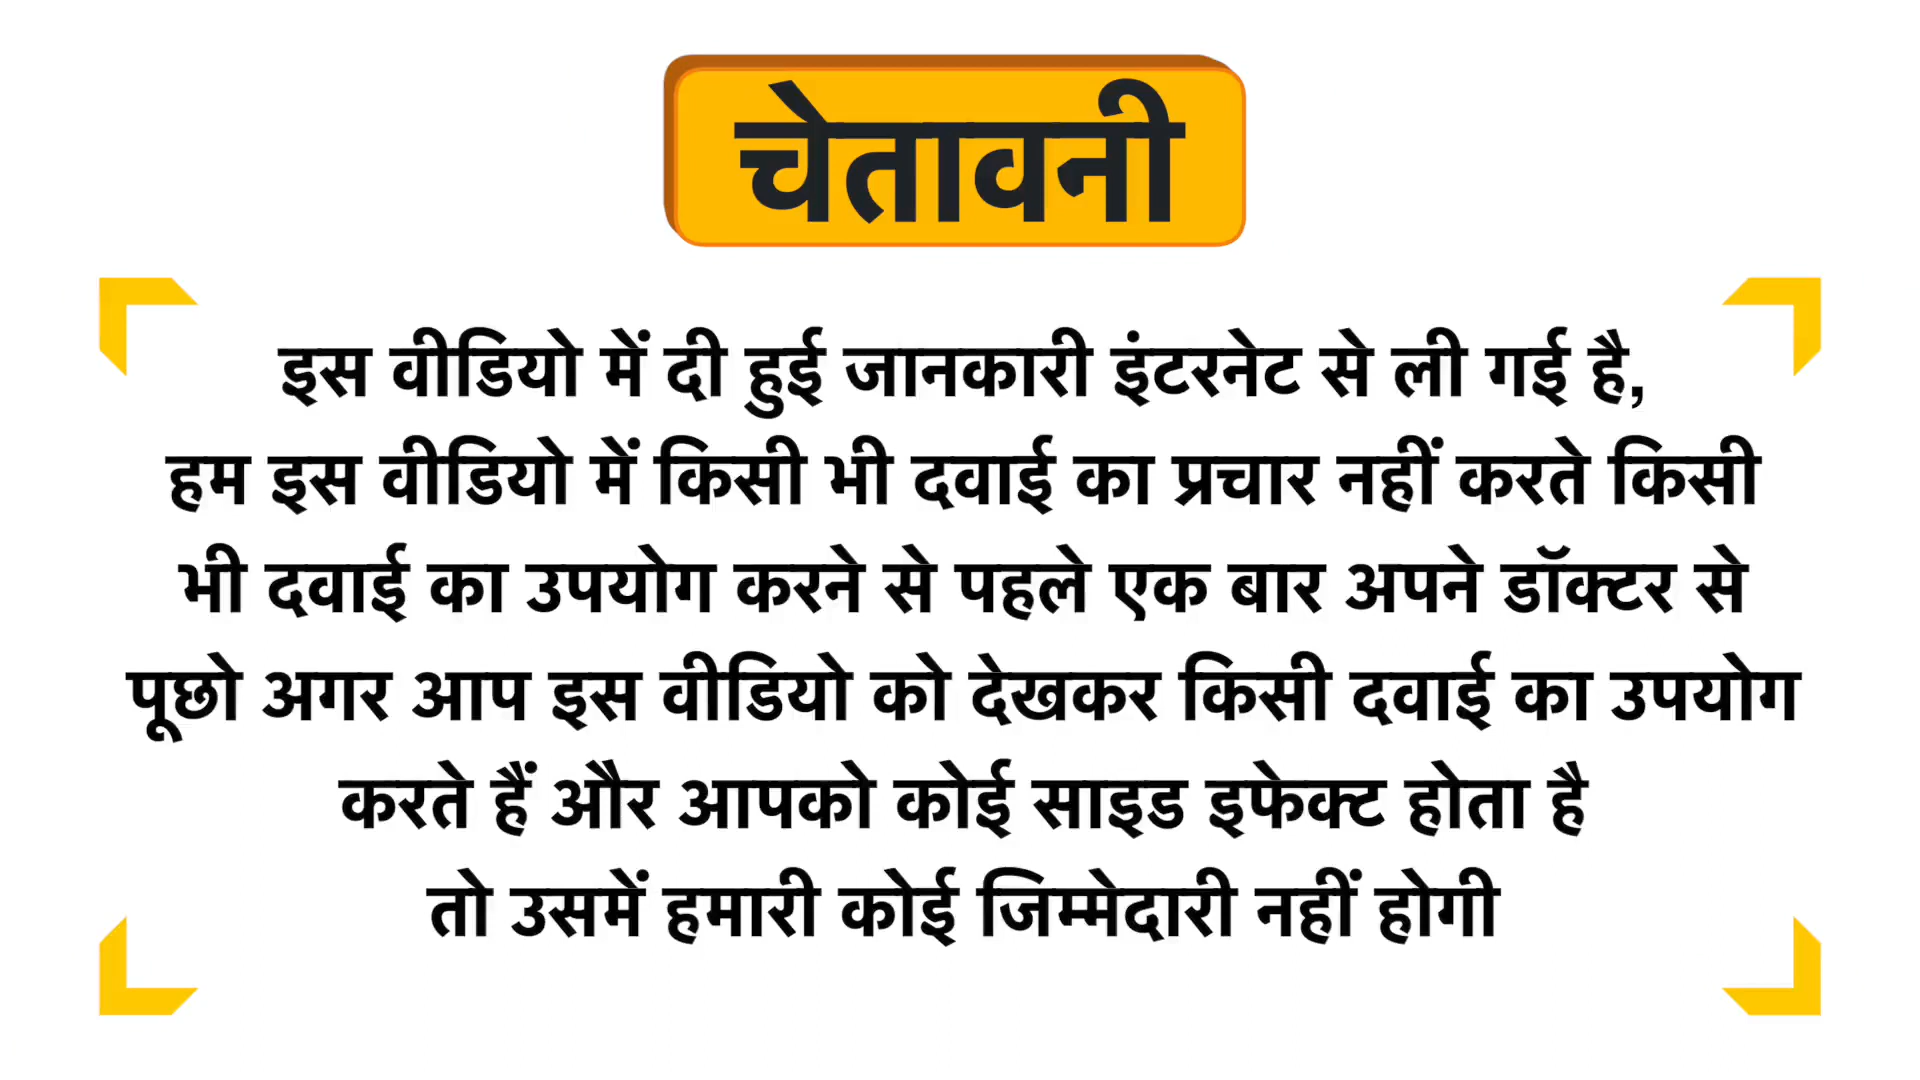 चेतावनी
इस वीडियो में दी हुई जानकारी इंटरनेट से ली गई है,
हम इस वीडियो में किसी भी दवाई का प्रचार नहीं करते किसी
भी दवाई का उपयोग करने से पहले एक बार अपने डॉक्टर से
पूछो अगर आप इस वीडियो को देखकर किसी दवाई का उपयोग
करते हैं और आपको कोई साइड इफेक्ट होता है
तो उसमें हमारी कोई जिम्मेदारी नहीं होगी